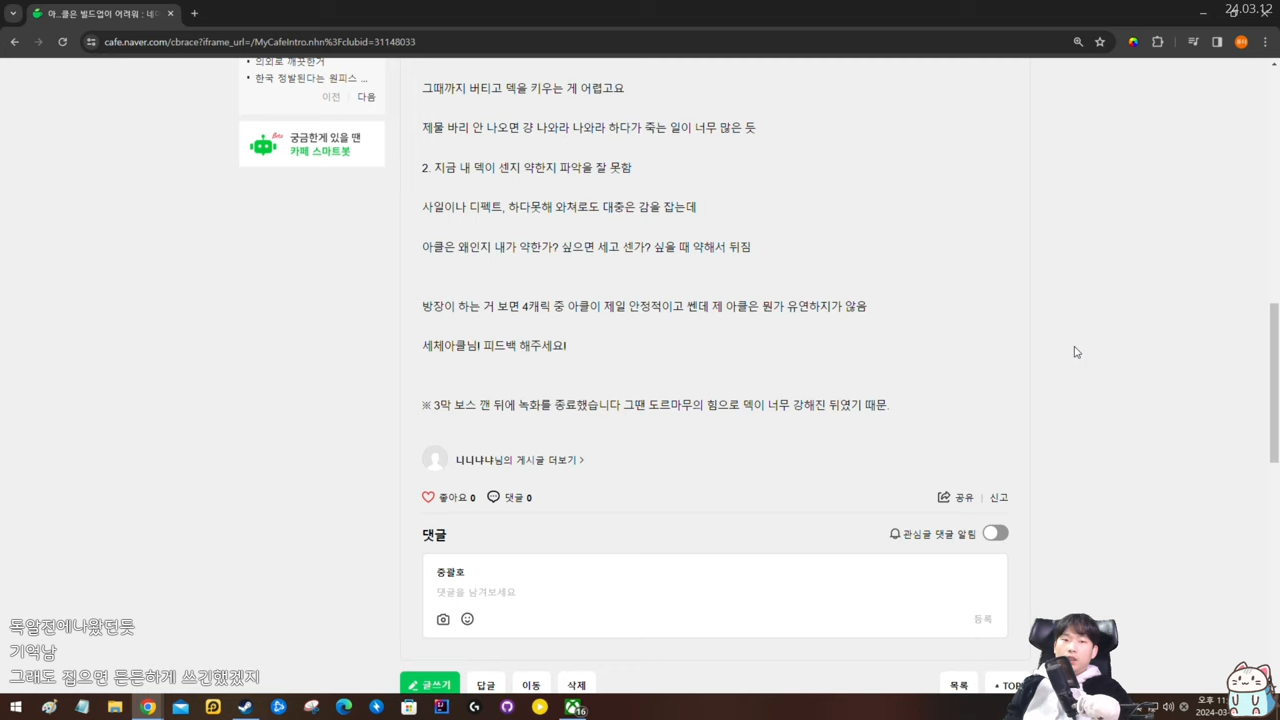 24.03.12
아...클은 빌드업이 어려워 : 네이
cafe.naver.com/cbrace?iframe_url=/MyCafeIntro.nhn%3Fclubid=31148033
의외로 깨끗한거
한국 정발된다는 원피스 ...
이전
다음
궁금한게 있을 땐
Beta
카페 스마트봇
그때까지 버티고 덱을 키우는 게 어렵고요
제물 바리 안 나오면 걍 나와라 나와라 하다가 죽는 일이 너무 많은 듯
2. 지금 내 덱이 센지 약한지 파악을 잘 못함
사일이나 디펙트, 하다못해 와쳐로도 대충은 감을 잡는데
아클은 왜인지 내가 약한가? 싶으면 세고 센가? 싶을 때 약해서 뒤짐
방장이 하는 거 보면 4캐릭 중 아클이 제일 안정적이고 쎈데 제 아클은 뭔가 유연하지가 않음
세체아클님! 피드백 해주세요!
※ 3막 보스 깬 뒤에 녹화를 종료했습니다 그땐 도르마무의 힘으로 덱이 너무 강해진 뒤였기 때문.
니니냐냐님의 게시글 더보기 >
좋아요 0 댓글 0
공유 신고
댓글
관심글 댓글 알림
중괄호
댓글을 남겨보세요
등록
글쓰기 답글 이동 삭제
목록 TOP
독알전에나왔던듯
기억남
그래도 집으면 든든하게 쓰긴했겠지
16
오후 11